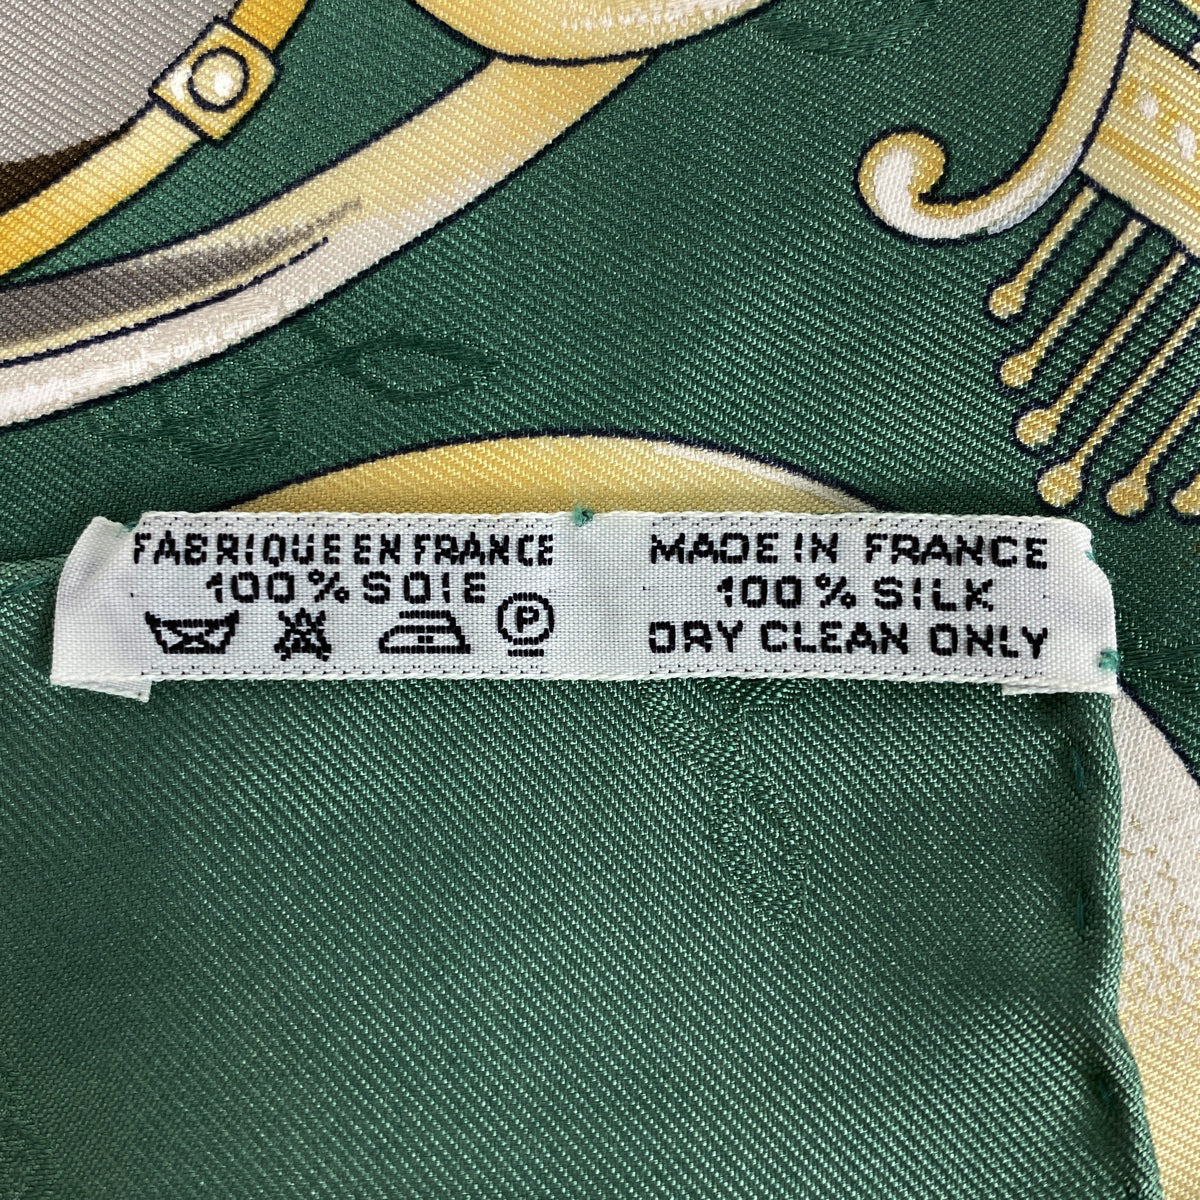 FABRIQUE EN FRANCE
100% SOIE
P
MADE IN FRANCE
100% SILK
DRY CLEAN ONLY